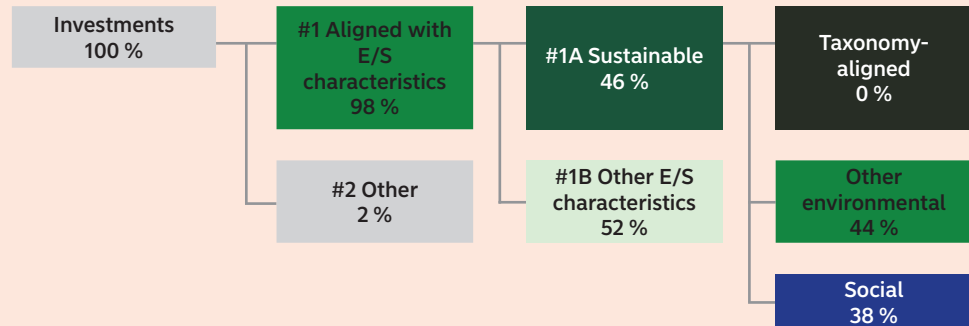 Investments
100 %
#1 Aligned with
E/S
characteristics
98 %
#1A Sustainable
46 %
Taxonomy-
aligned
0 %
#2 Other
2 %
#1B Other E/S
characteristics
52 %
Other
environmental
44 %
Social
38 %